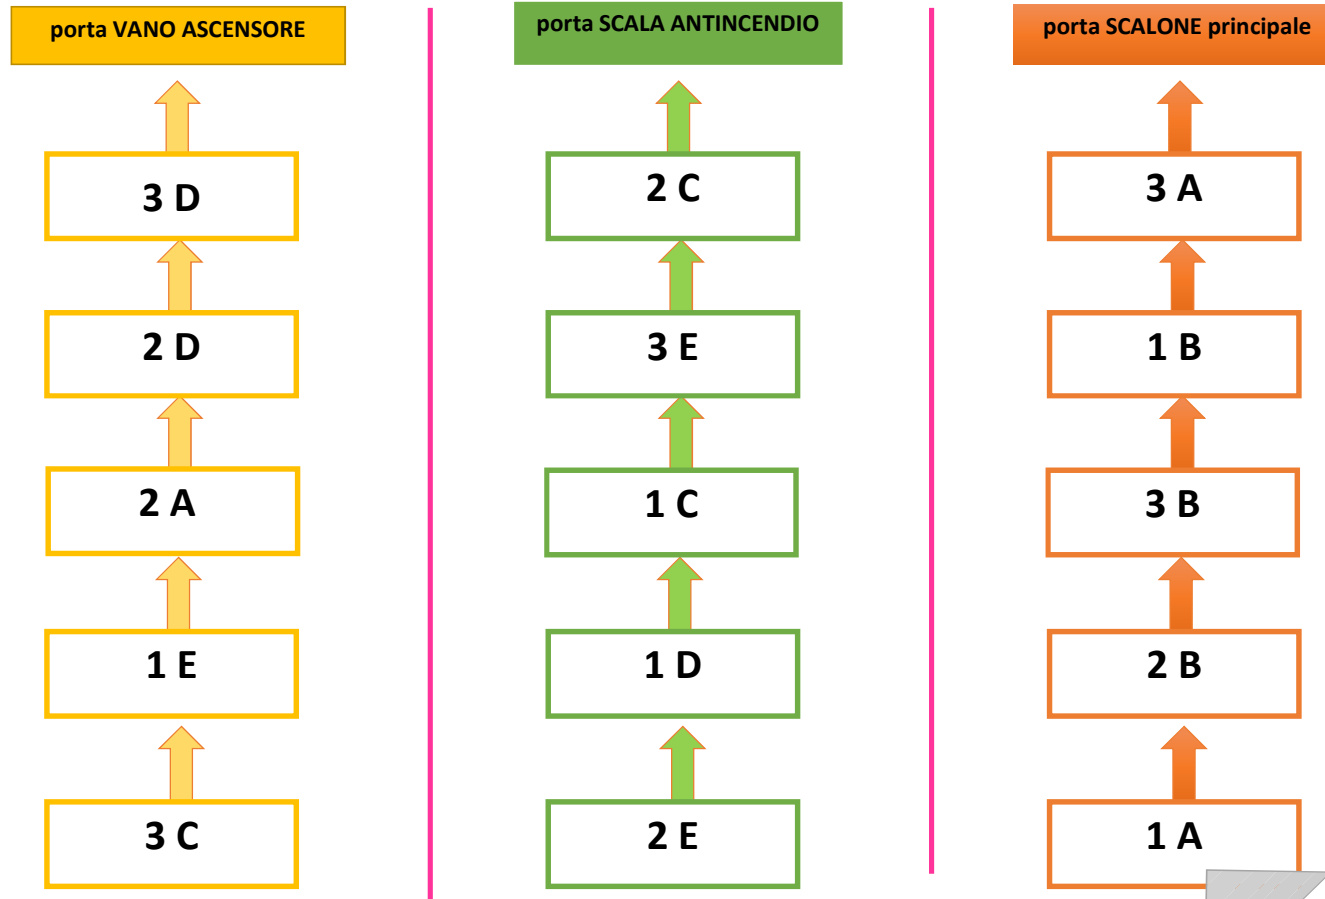 porta VANO ASCENSORE
3 D
2 D
2 A
1 E
3 C
porta SCALA ANTINCENDIO
2 C
3 E
1 C
1 D
2 E
porta SCALONE principale
3 A
1 B
3 B
2 B
1 A